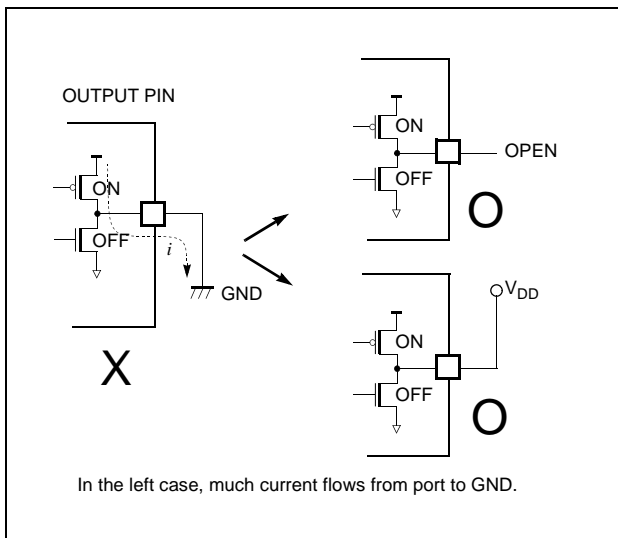 OUTPUT PIN
ON
OFF
i
GND
X
ON
OFF
OPEN
O
ON
OFF
VDD
O
In the left case, much current flows from port to GND.